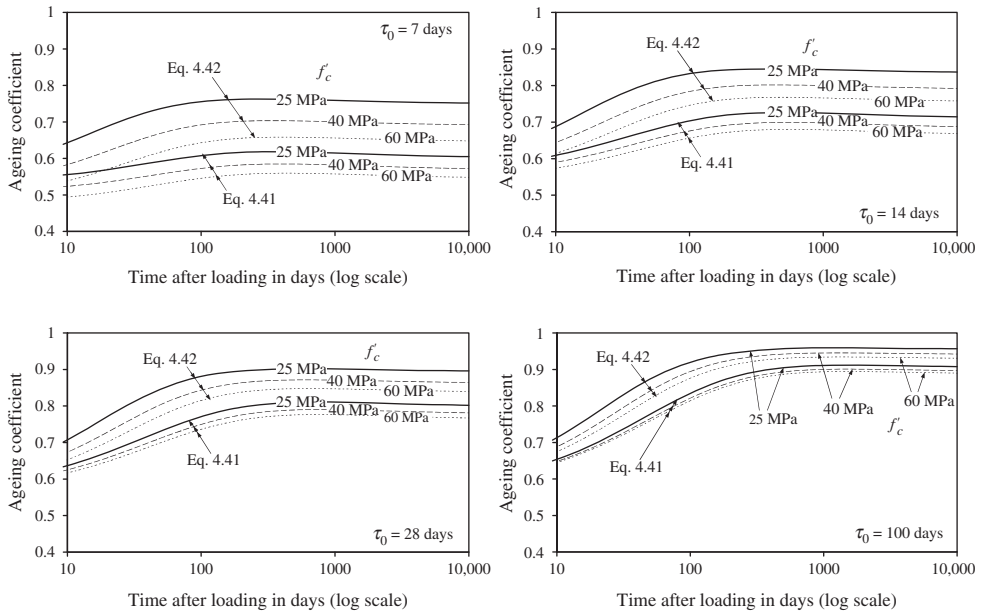 1
τ0 = 7 days
0.9
Eq. 4.42
f′c
0.8
25 MPa
0.7
40 MPa
60 MPa
0.6
25 MPa
40 MPa
60 MPa
0.5
Eq. 4.41
0.4
10
100
1000
10,000
Ageing coefficient
Time after loading in days (log scale)
1
Eq. 4.42
f′c
0.9
25 MPa
0.8
40 MPa
60 MPa
0.7
25 MPa
40 MPa
60 MPa
0.6
Eq. 4.41
0.5
τ0 = 14 days
0.4
10
100
1000
10,000
Ageing coefficient
Time after loading in days (log scale)
1
Eq. 4.42
f′c
0.9
25 MPa
40 MPa
60 MPa
0.8
25 MPa
40 MPa
60 MPa
0.7
Eq. 4.41
0.6
0.5
τ0 = 28 days
0.4
10
100
1000
10,000
Ageing coefficient
Time after loading in days (log scale)
1
Eq. 4.42
0.9
0.8
60 MPa
40 MPa
25 MPa
f′c
0.7
Eq. 4.41
0.6
0.5
τ0 = 100 days
0.4
10
100
1000
10,000
Ageing coefficient
Time after loading in days (log scale)